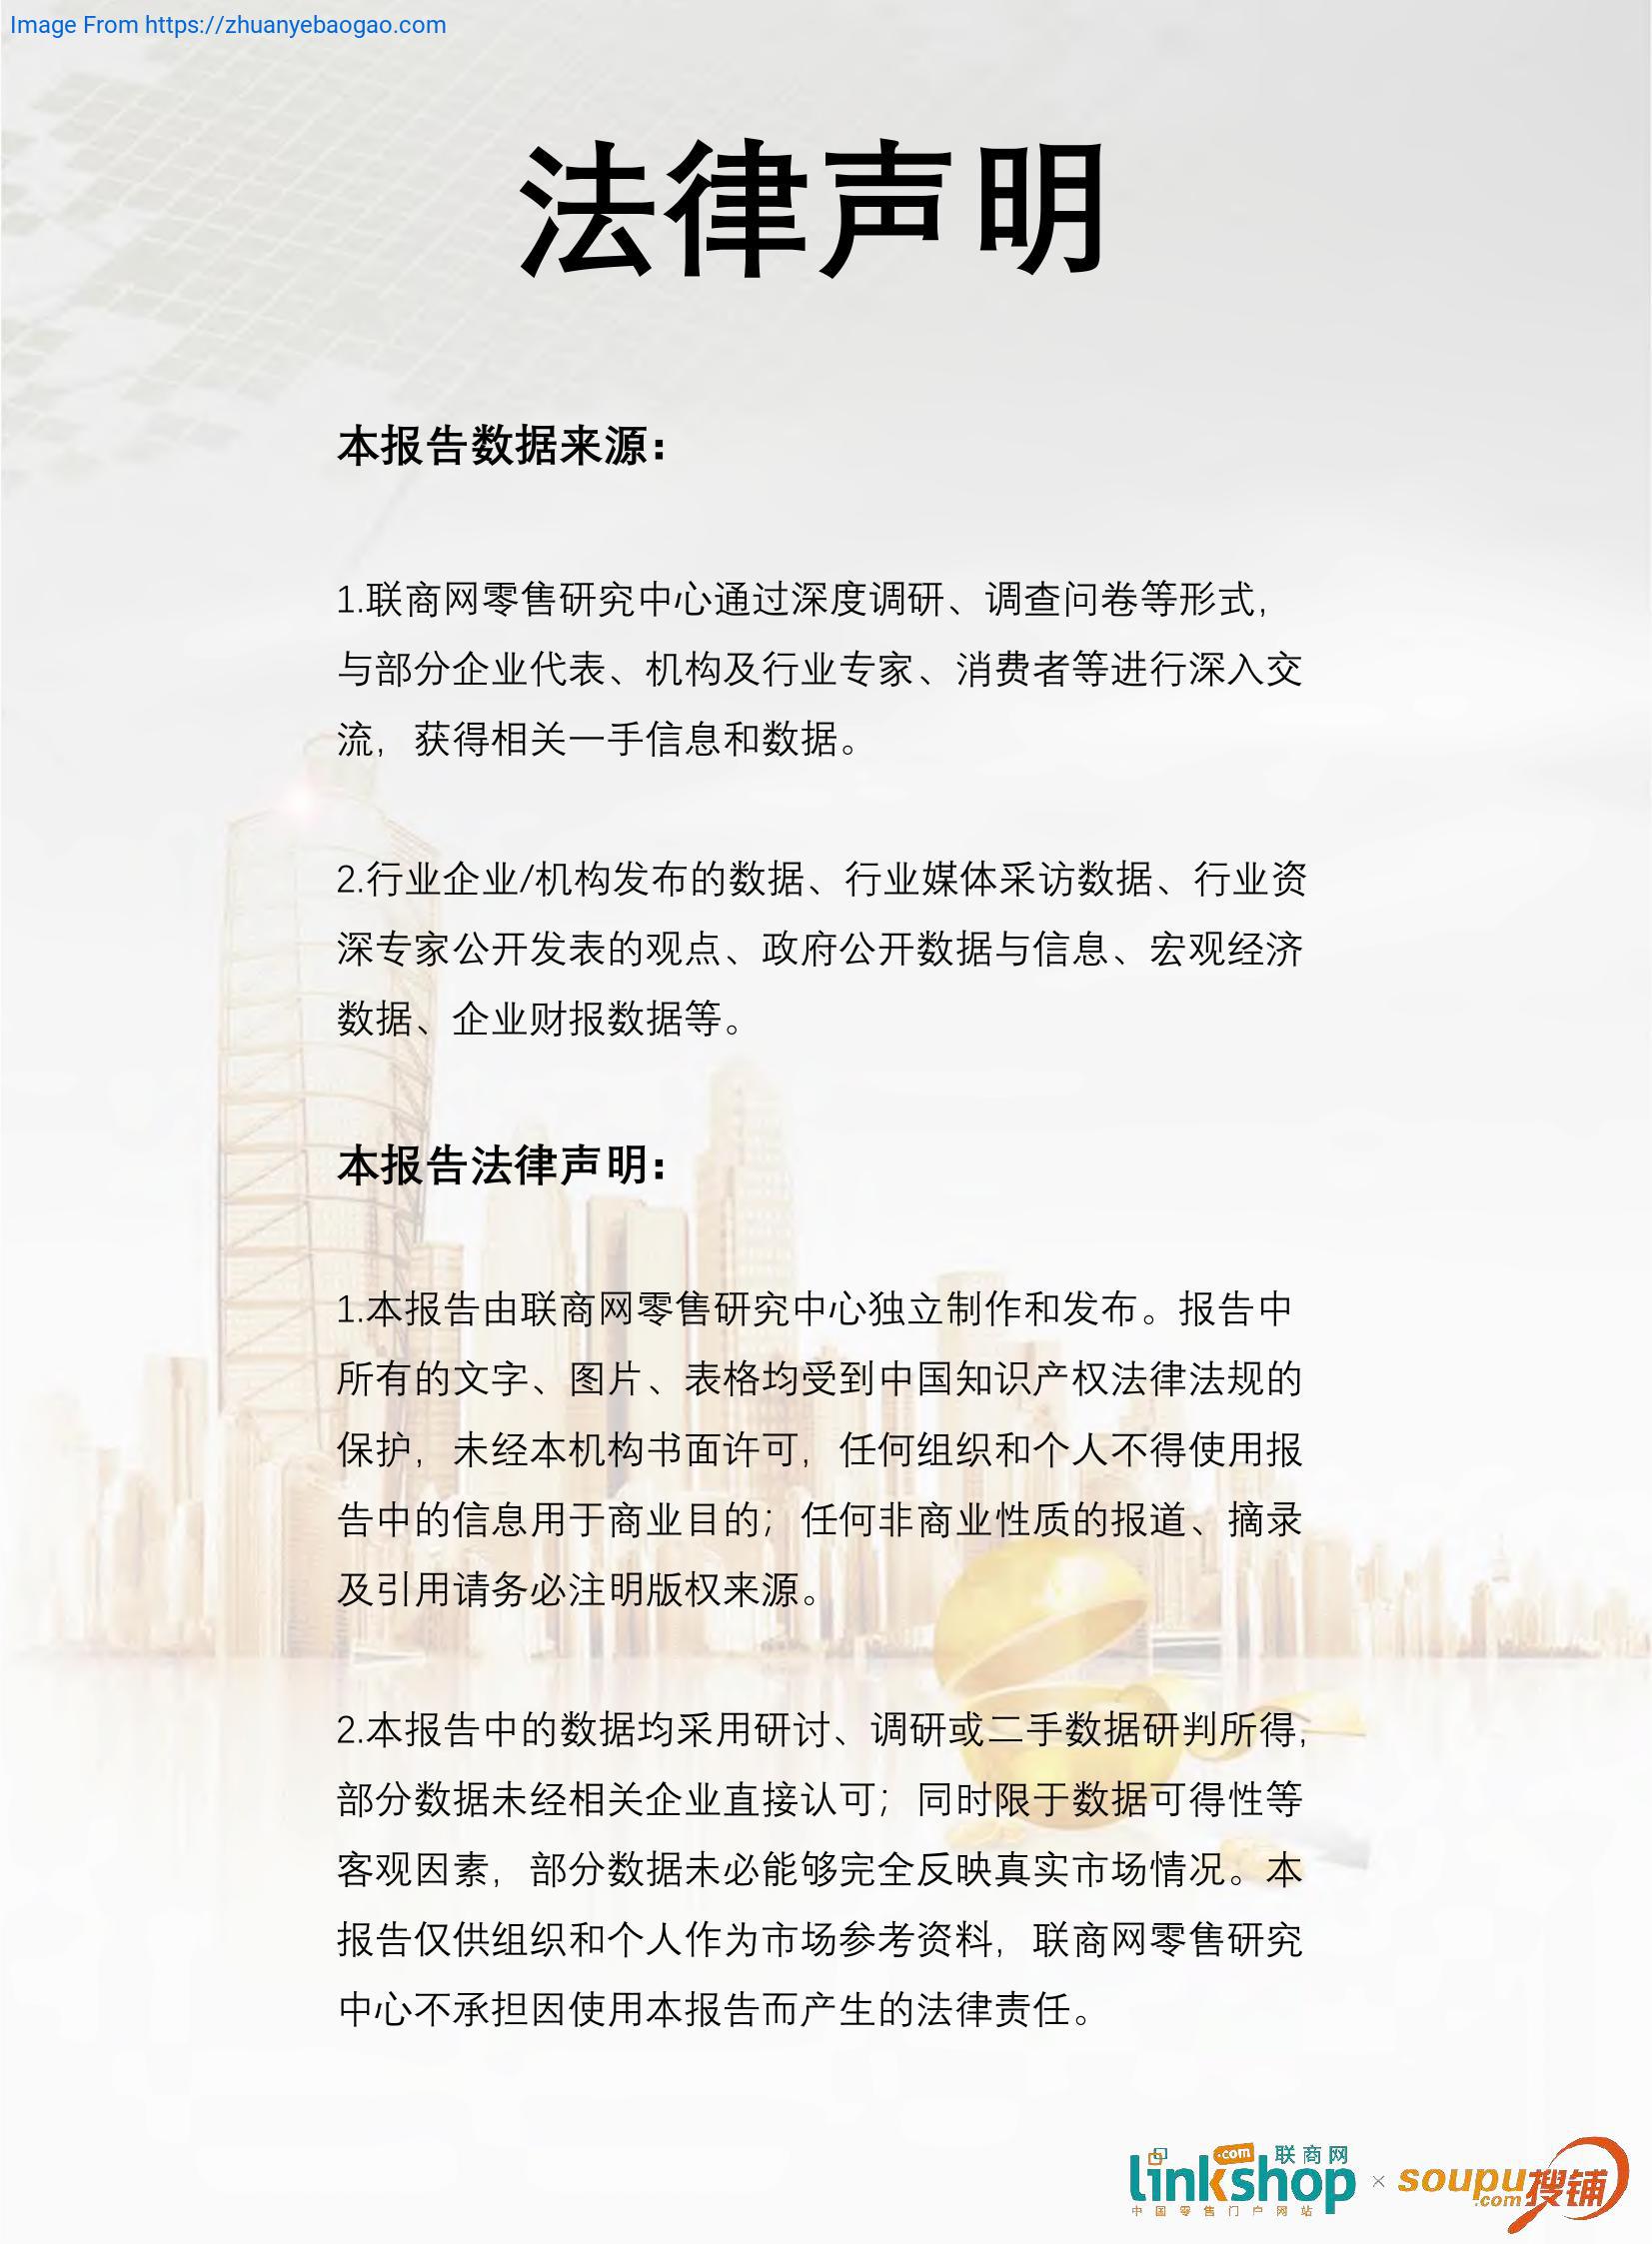 Image From https://zhuanyebaogao.com
法律声明
本报告数据来源：
1.联商网零售研究中心通过深度调研、调查问卷等形式，
与部分企业代表、机构及行业专家、消费者等进行深入交
流，获得相关一手信息和数据。
2.行业企业/机构发布的数据、行业媒体采访数据、行业资
深专家公开发表的观点、政府公开数据与信息、宏观经济
数据、企业财报数据等。
本报告法律声明：
1.本报告由联商网零售研究中心独立制作和发布。报告中
所有的文字、图片、表格均受到中国知识产权法律法规的
保护，未经本机构书面许可，任何组织和个人不得使用报
告中的信息用于商业目的；任何非商业性质的报道、摘录
及引用请务必注明版权来源。
2.本报告中的数据均采用研讨、调研或二手数据研判所得,
部分数据未经相关企业直接认可；同时限于数据可得性等
客观因素，部分数据未必能够完全反映真实市场情况。本
报告仅供组织和个人作为市场参考资料，联商网零售研究
中心不承担因使用本报告而产生的法律责任。
.com 联商网
linkshop × soupu.com 搜铺
中国零售门户网站